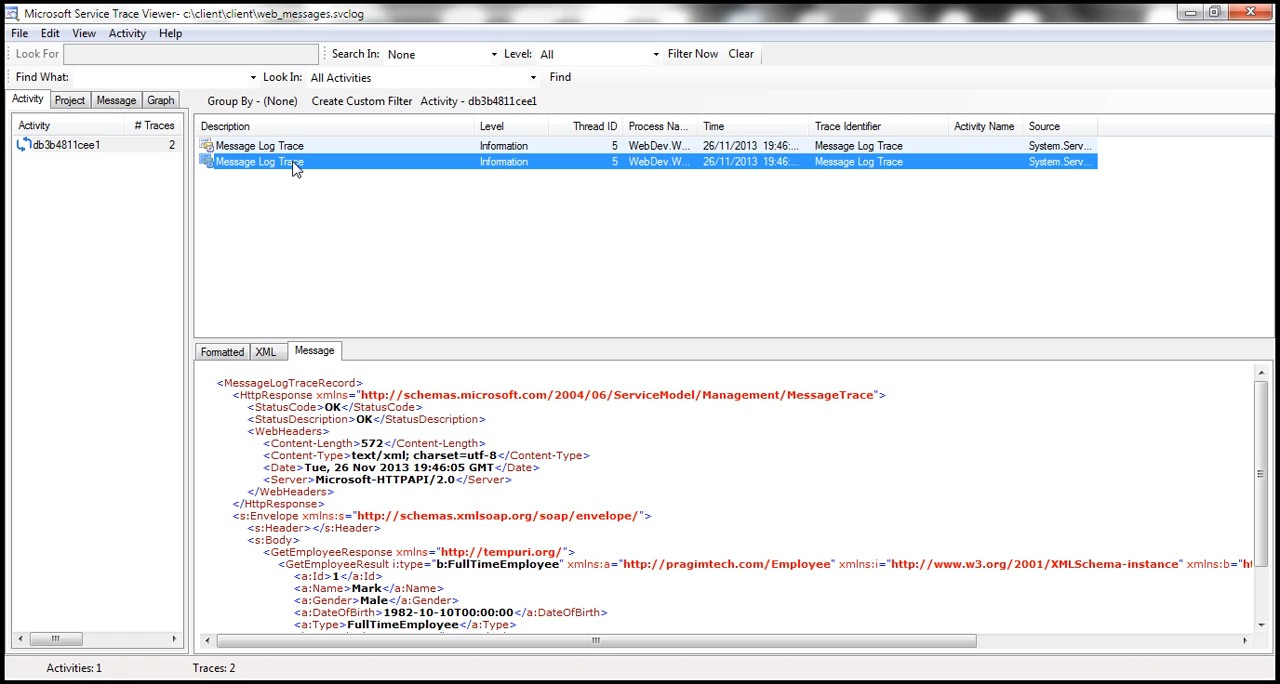 Microsoft Service Trace Viewer- c:\client\client\web_messages.svclog
File Edit View Activity Help
Look For Search In: None Level: All Filter Now Clear
Find What: Look In: All Activities Find
Activity Project Message Graph
Group By - (None) Create Custom Filter Activity - db3b4811cee1
Activity # Traces
db3b4811cee1 2
Description Level Thread ID Process Na... Time Trace Identifier Activity Name Source
Message Log Trace Information 5 WebDev.W... 26/11/2013 19:46:... Message Log Trace System.Serv...
Message Log Trace Information 5 WebDev.W... 26/11/2013 19:46:... Message Log Trace System.Serv...
Formatted XML Message
<MessageLogTraceRecord>
<HttpResponse xmlns="http://schemas.microsoft.com/2004/06/ServiceModel/Management/MessageTrace">
<StatusCode>OK</StatusCode>
<StatusDescription>OK</StatusDescription>
<WebHeaders>
<Content-Length>572</Content-Length>
<Content-Type>text/xml; charset=utf-8</Content-Type>
<Date>Tue, 26 Nov 2013 19:46:05 GMT</Date>
<Server>Microsoft-HTTPAPI/2.0</Server>
</WebHeaders>
</HttpResponse>
<s:Envelope xmlns:s="http://schemas.xmlsoap.org/soap/envelope/">
<s:Header></s:Header>
<s:Body>
<GetEmployeeResponse xmlns="http://tempuri.org/">
<GetEmployeeResult i:type="b:FullTimeEmployee" xmlns:a="http://pragimtech.com/Employee" xmlns:i="http://www.w3.org/2001/XMLSchema-instance" xmlns:b="ht
<a:Id>1</a:Id>
<a:Name>Mark</a:Name>
<a:Gender>Male</a:Gender>
<a:DateOfBirth>1982-10-10T00:00:00</a:DateOfBirth>
<a:Type>FullTimeEmployee</a:Type>
Activities: 1 Traces: 2